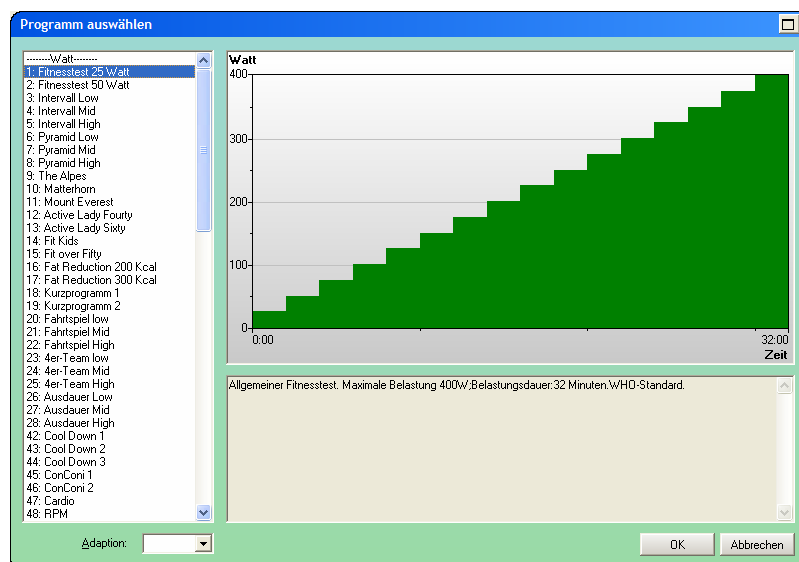 Programm auswählen
--------Watt--------
1: Fitnesstest 25 Watt
2: Fitnesstest 50 Watt
3: Intervall Low
4: Intervall Mid
5: Intervall High
6: Pyramid Low
7: Pyramid Mid
8: Pyramid High
9: The Alpes
10: Matterhorn
11: Mount Everest
12: Active Lady Fourty
13: Active Lady Sixty
14: Fit Kids
15: Fit over Fifty
16: Fat Reduction 200 Kcal
17: Fat Reduction 300 Kcal
18: Kurzprogramm 1
19: Kurzprogramm 2
20: Fahrtspiel low
21: Fahrtspiel Mid
22: Fahrtspiel High
23: 4er-Team low
24: 4er-Team Mid
25: 4er-Team High
26: Ausdauer Low
27: Ausdauer Mid
28: Ausdauer High
42: Cool Down 1
43: Cool Down 2
44: Cool Down 3
45: ConConi 1
46: ConConi 2
47: Cardio
48: RPM
Adaption:
Watt
400
300
200
100
0
0:00
32:00
Zeit
Allgemeiner Fitnesstest. Maximale Belastung 400W;Belastungsdauer:32 Minuten.WHO-Standard.
OK
Abbrechen